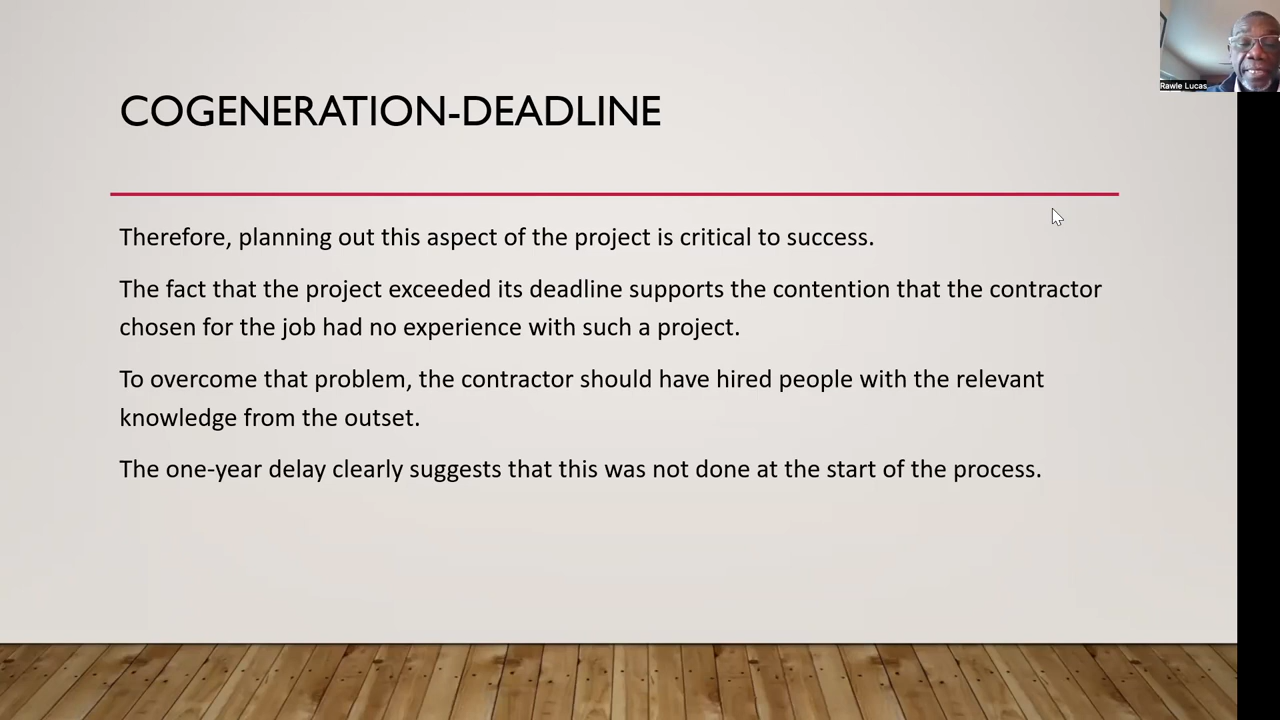 Rawle Lucas
COGENERATION-DEADLINE
Therefore, planning out this aspect of the project is critical to success.
The fact that the project exceeded its deadline supports the contention that the contractor
chosen for the job had no experience with such a project.
To overcome that problem, the contractor should have hired people with the relevant
knowledge from the outset.
The one-year delay clearly suggests that this was not done at the start of the process.